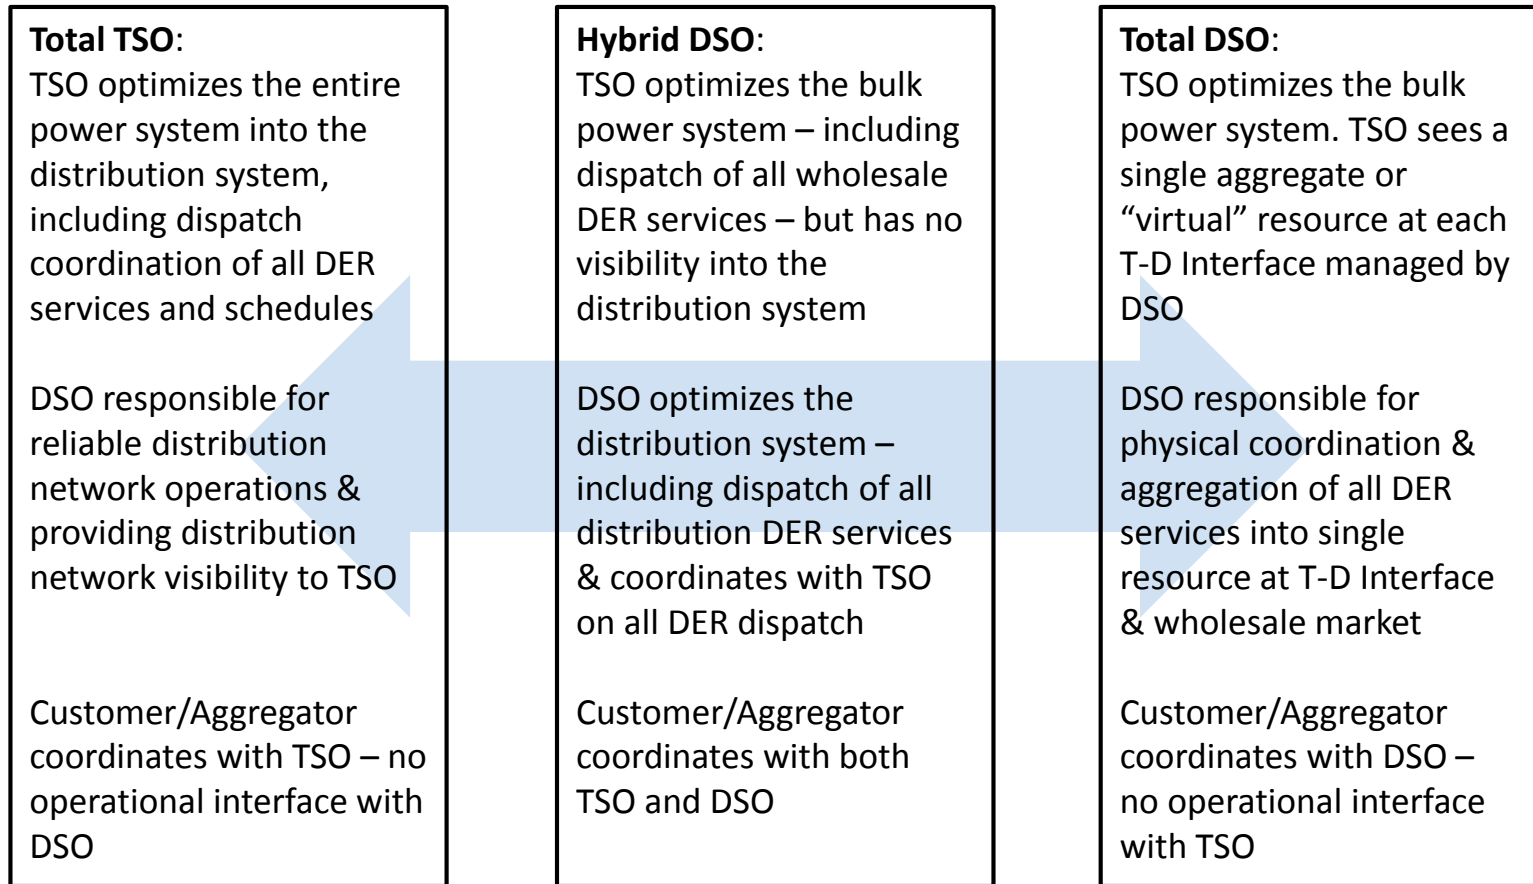 Total TSO:
TSO optimizes the entire
power system into the
distribution system,
including dispatch
coordination of all DER
services and schedules
DSO responsible for
reliable distribution
network operations &
providing distribution
network visibility to TSO
Customer/Aggregator
coordinates with TSO – no
operational interface with
DSO
Hybrid DSO:
TSO optimizes the bulk
power system – including
dispatch of all wholesale
DER services – but has no
visibility into the
distribution system
DSO optimizes the
distribution system –
including dispatch of all
distribution DER services
& coordinates with TSO
on all DER dispatch
Customer/Aggregator
coordinates with both
TSO and DSO
Total DSO:
TSO optimizes the bulk
power system. TSO sees a
single aggregate or
“virtual” resource at each
T-D Interface managed by
DSO
DSO responsible for
physical coordination &
aggregation of all DER
services into single
resource at T-D Interface
& wholesale market
Customer/Aggregator
coordinates with DSO –
no operational interface
with TSO